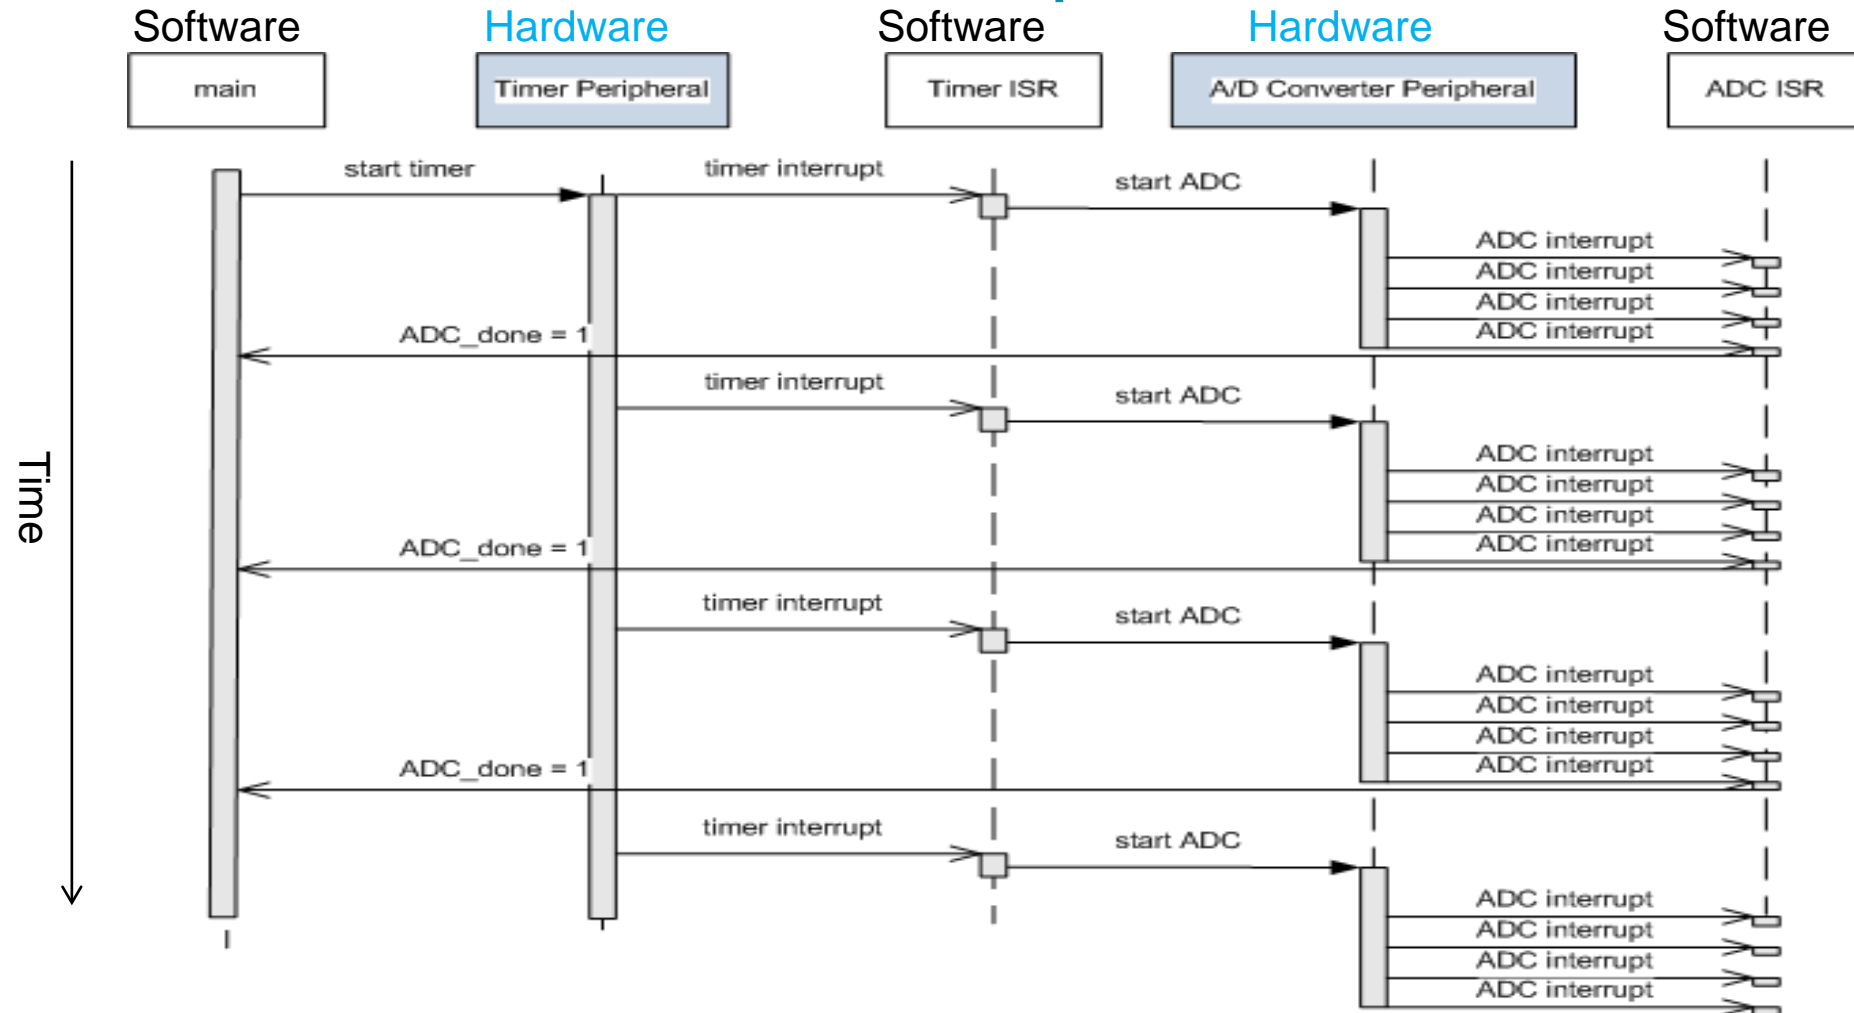 Software Hardware Software Hardware Software
main Timer Peripheral Timer ISR A/D Converter Peripheral ADC ISR
start timer timer interrupt
start ADC
ADC interrupt
ADC interrupt
ADC interrupt
ADC_done = 1 ADC interrupt
timer interrupt
start ADC
ADC interrupt
Time
ADC interrupt
ADC interrupt
ADC_done = 1 ADC interrupt
timer interrupt
start ADC
ADC interrupt
ADC interrupt
ADC interrupt
ADC_done = 1 ADC interrupt
timer interrupt
start ADC
ADC interrupt
ADC interrupt
ADC interrupt
ADC interrupt